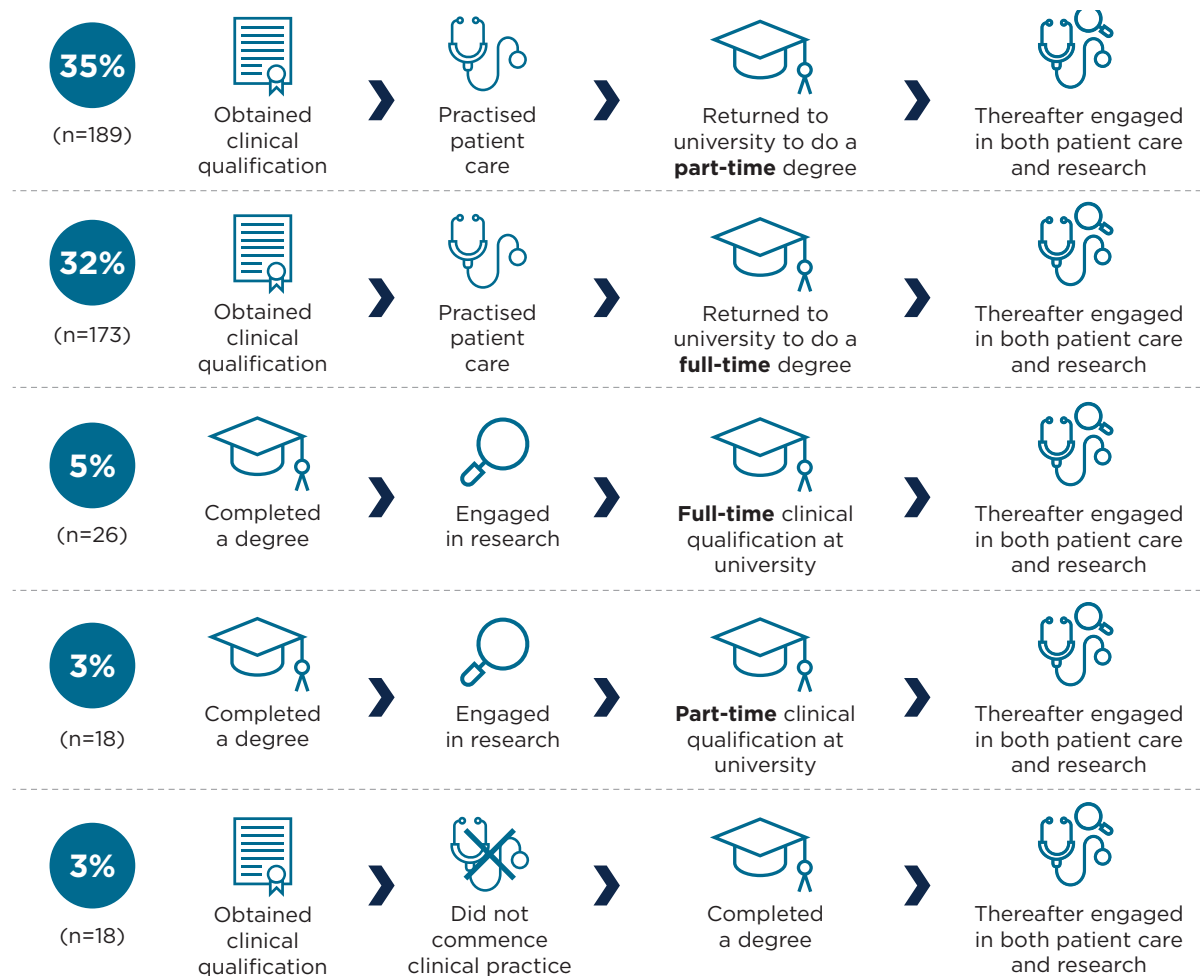 35%
(n=189)
Obtained
clinical
qualification
Practised
patient
care
Returned to
university to do a
part-time degree
Thereafter engaged
in both patient care
and research
32%
(n=173)
Obtained
clinical
qualification
Practised
patient
care
Returned to
university to do a
full-time degree
Thereafter engaged
in both patient care
and research
5%
(n=26)
Completed
a degree
Engaged
in research
Full-time clinical
qualification at
university
Thereafter engaged
in both patient care
and research
3%
(n=18)
Completed
a degree
Engaged
in research
Part-time clinical
qualification at
university
Thereafter engaged
in both patient care
and research
3%
(n=18)
Obtained
clinical
qualification
Did not
commence
clinical practice
Completed
a degree
Thereafter engaged
in both patient care
and research